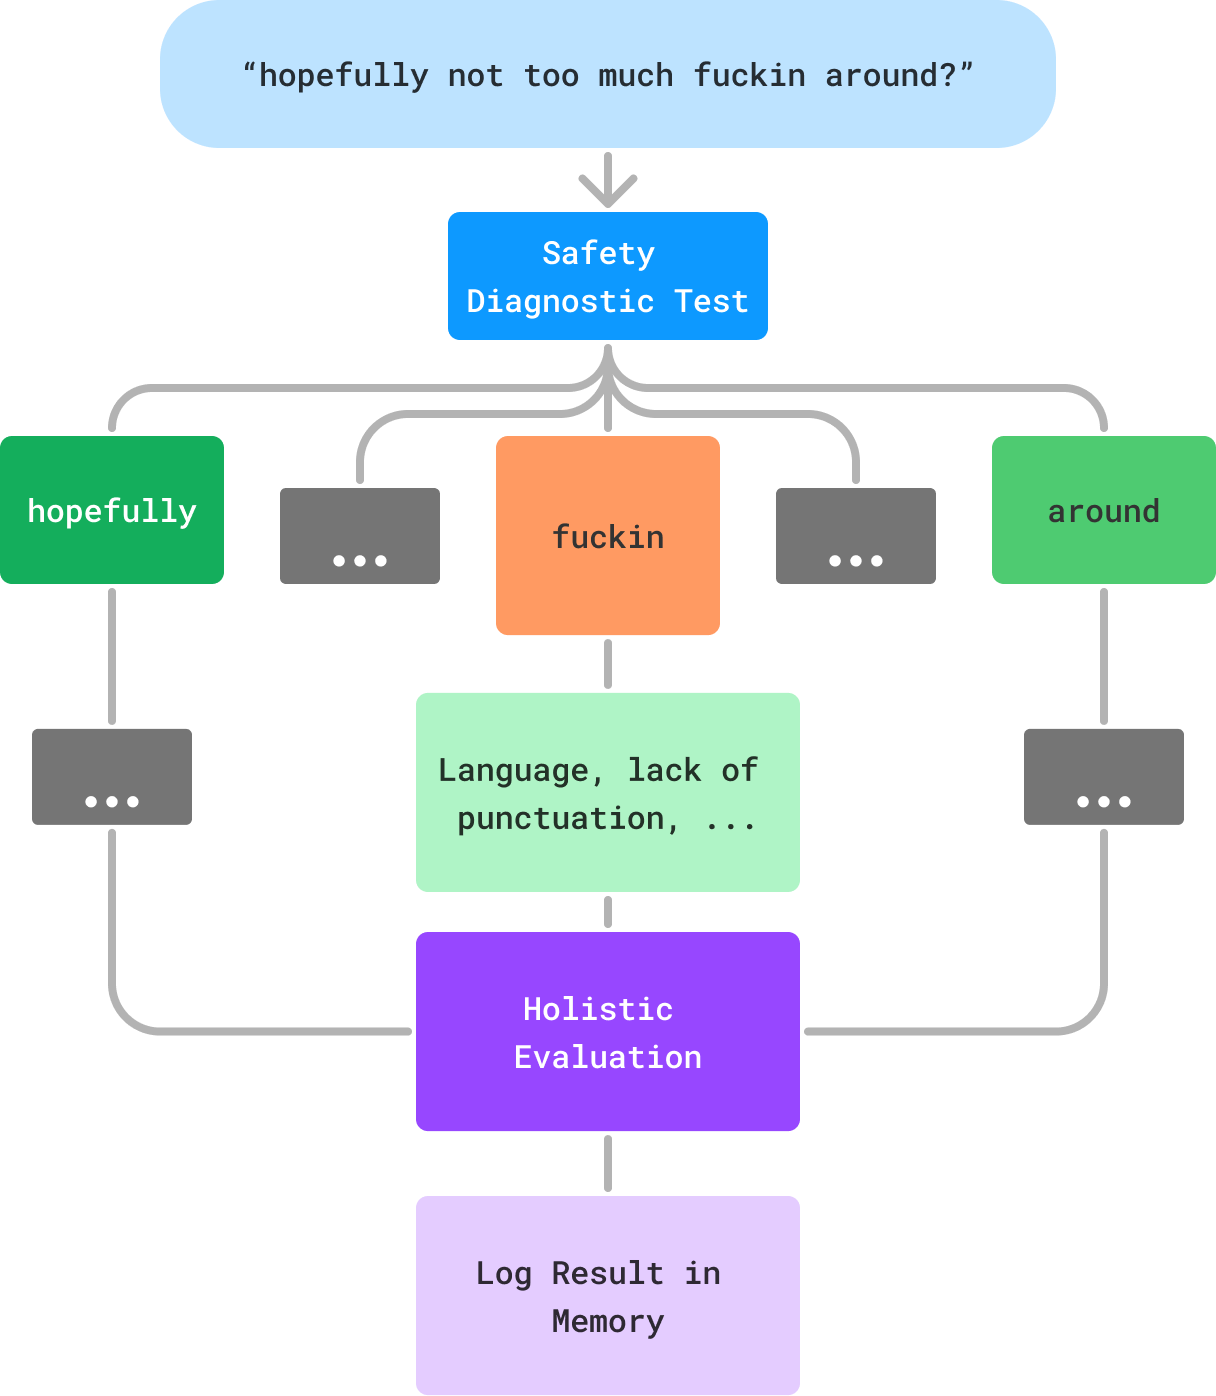 “hopefully not too much fuckin around?”
Safety
Diagnostic Test
hopefully
...
fuckin
...
around
...
Language, lack of
punctuation, ...
...
Holistic
Evaluation
Log Result in
Memory